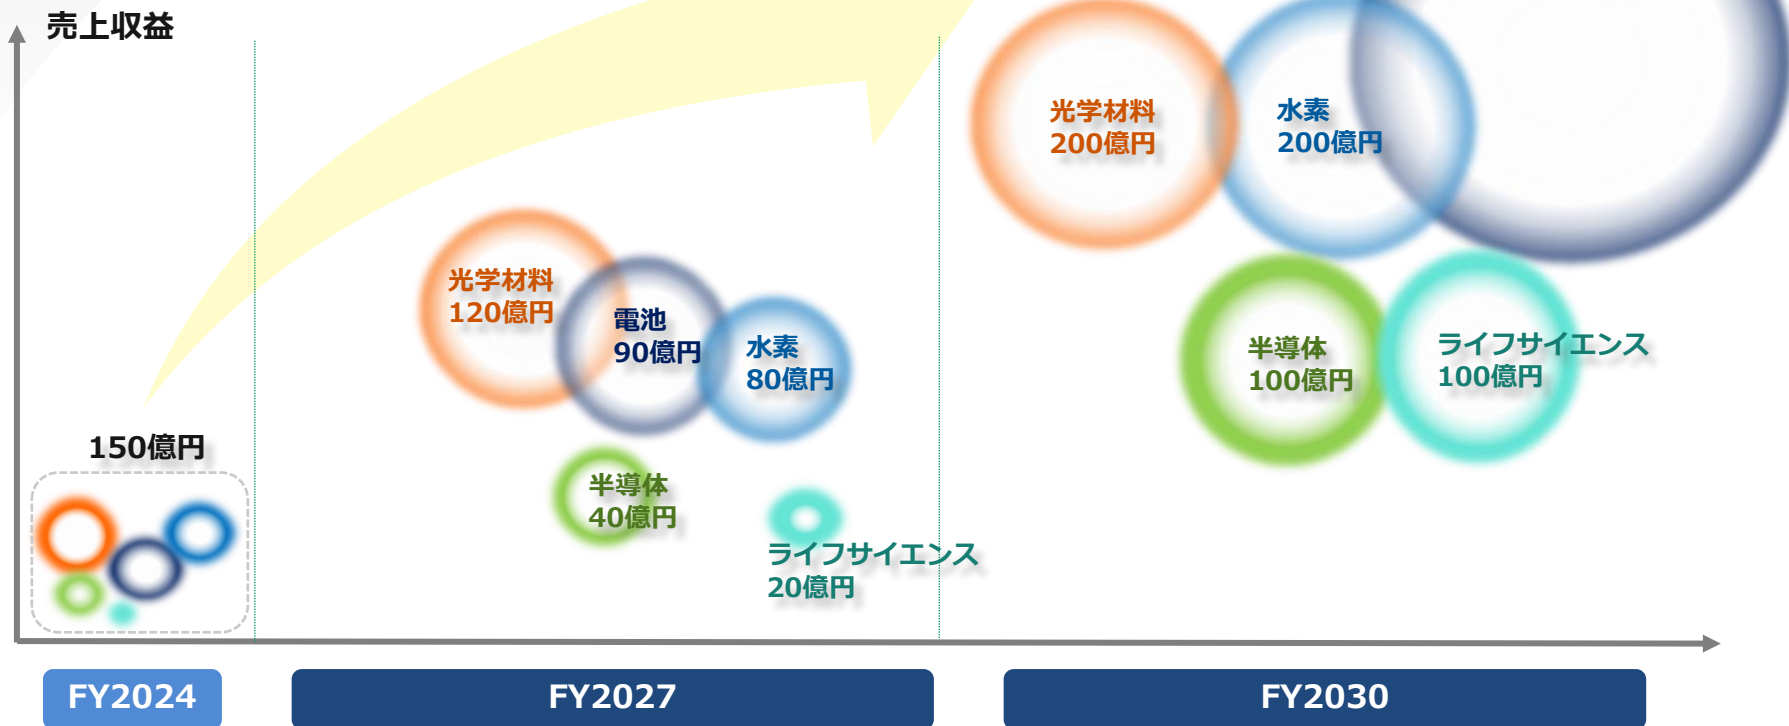 売上収益
150億円
光学材料
120億円
電池
90億円
水素
80億円
半導体
40億円
ライフサイエンス
20億円
光学材料
200億円
水素
200億円
半導体
100億円
ライフサイエンス
100億円
FY2024
FY2027
FY2030